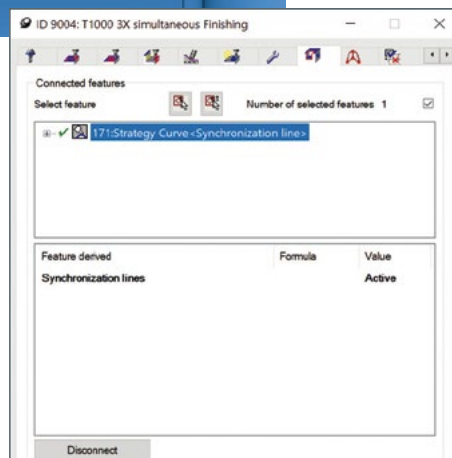 ID 9004: T1000 3X simultaneous Finishing
Connected features
Select feature Number of selected features 1
171:Strategy Curve<Synchronization line>
Feature derived Formula Value
Synchronization lines Active
Disconnect